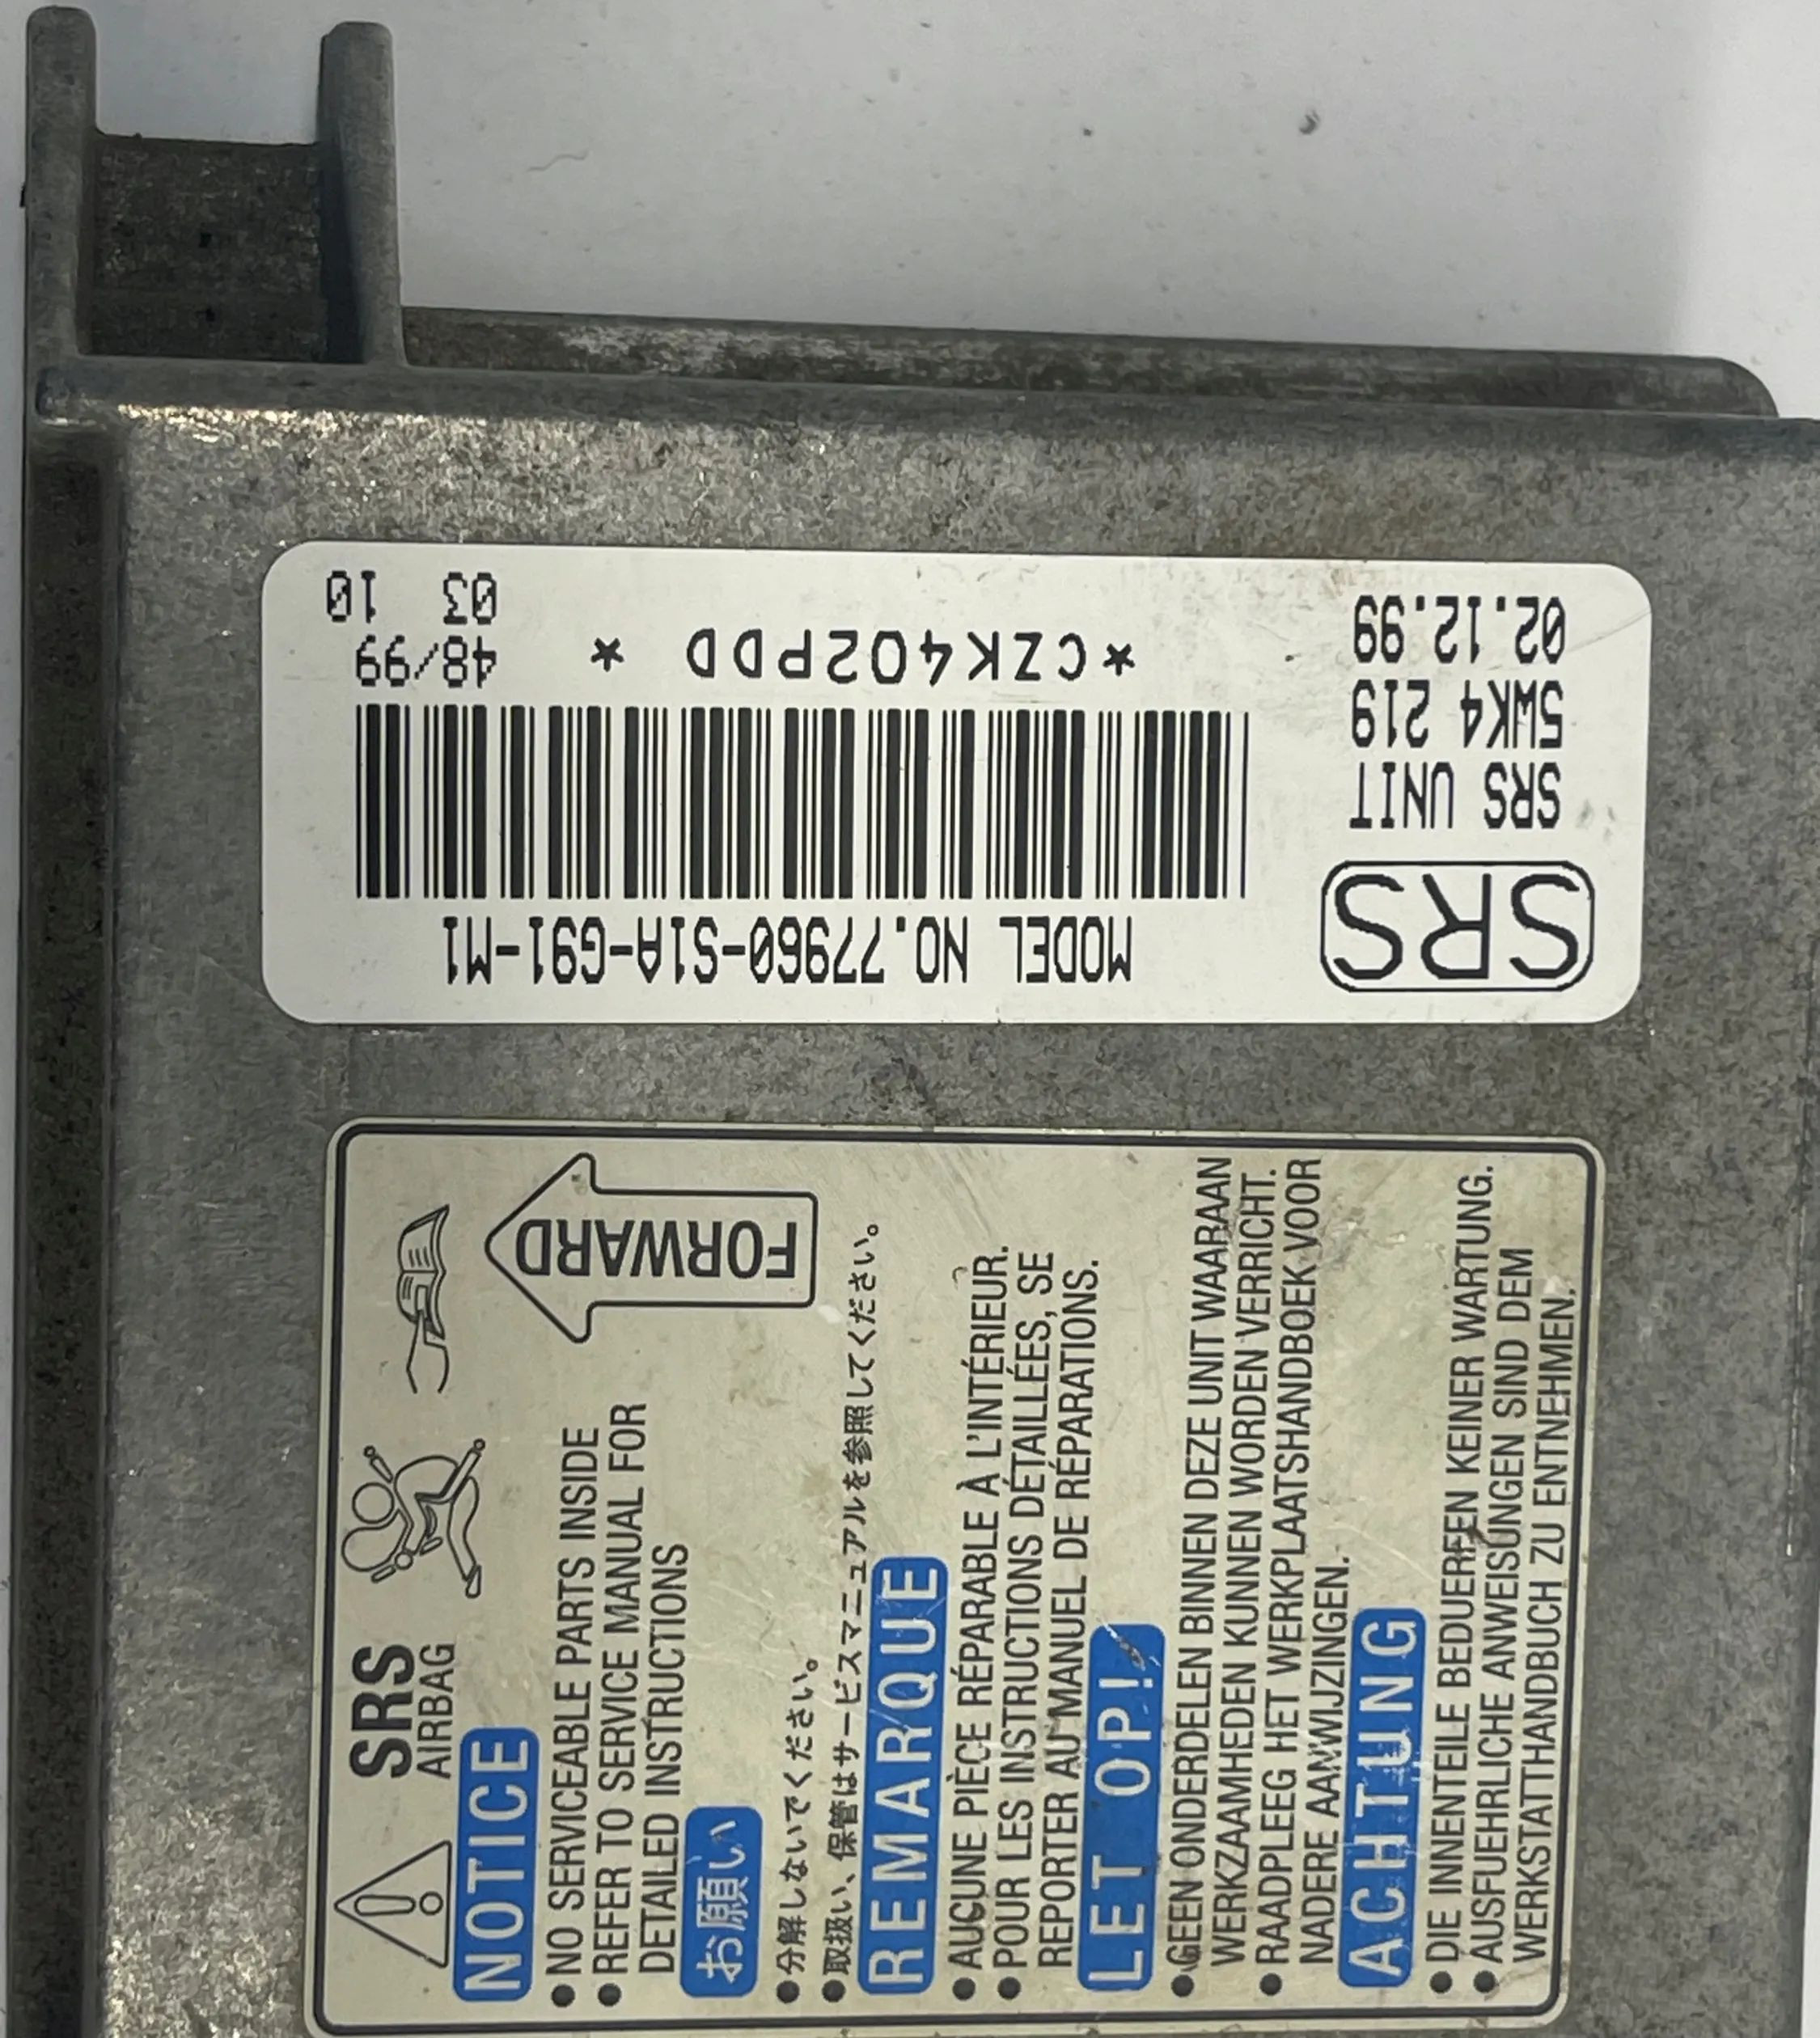 SRS
SRS UNIT
5WK4 219
02.12.99
MODEL NO.77960-S1A-G91-M1
*CZK402PDD *
48/99
03 10
SRS
AIRBAG
FORWARD
NOTICE
● NO SERVICEABLE PARTS INSIDE
● REFER TO SERVICE MANUAL FOR
DETAILED INSTRUCTIONS
お願い
●分解しないでください。
●取扱い、保管はサービスマニュアルを参照してください。
REMARQUE
● AUCUNE PIÈCE RÉPARABLE À L'INTÉRIEUR.
● POUR LES INSTRUCTIONS DÉTAILLÉES, SE
REPORTER AU MANUEL DE RÉPARATIONS.
LET OP!
● GEEN ONDERDELEN BINNEN DEZE UNIT WAARAAN
WERKZAAMHEDEN KUNNEN WORDEN VERRICHT.
● RAADPLEEG HET WERKPLAATSHANDBOEK VOOR
NADERE AANWIJZINGEN.
ACHTUNG
● DIE INNENTEILE BEDUERFEN KEINER WARTUNG.
● AUSFUEHRLICHE ANWEISUNGEN SIND DEM
WERKSTATTHANDBUCH ZU ENTNEHMEN.